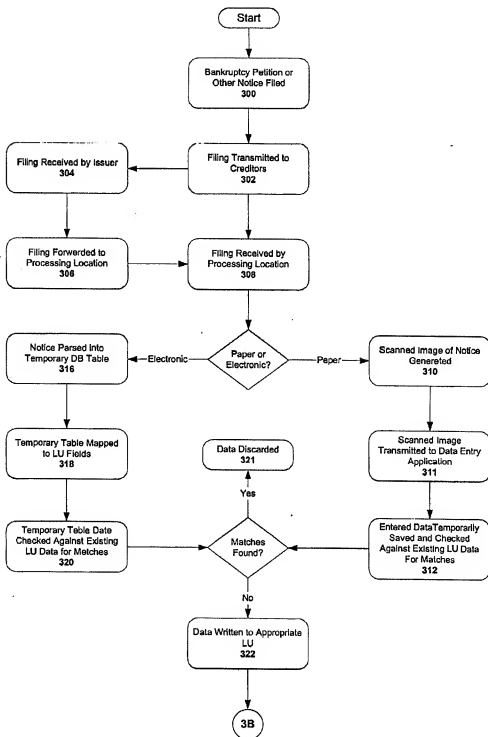 Start
Bankruptcy Petition or
Other Notice Filed
300
Filing Received by Issuer
304
Filing Transmitted to
Creditors
302
Filing Forwarded to
Processing Location
306
Filing Received by
Processing Location
308
Notice Parsed Into
Temporary DB Table
316
Electronic
Paper or
Electronic?
Paper
Scanned Image of Notice
Generated
310
Temporary Table Mapped
to LU Fields
318
Data Discarded
321
Scanned Image
Transmitted to Data Entry
Application
311
Yes
Temporary Table Date
Checked Against Existing
LU Data for Matches
320
Matches
Found?
Entered DataTemporarily
Saved and Checked
Against Existing LU Data
For Matches
312
No
Data Written to Appropriate
LU
322
3B